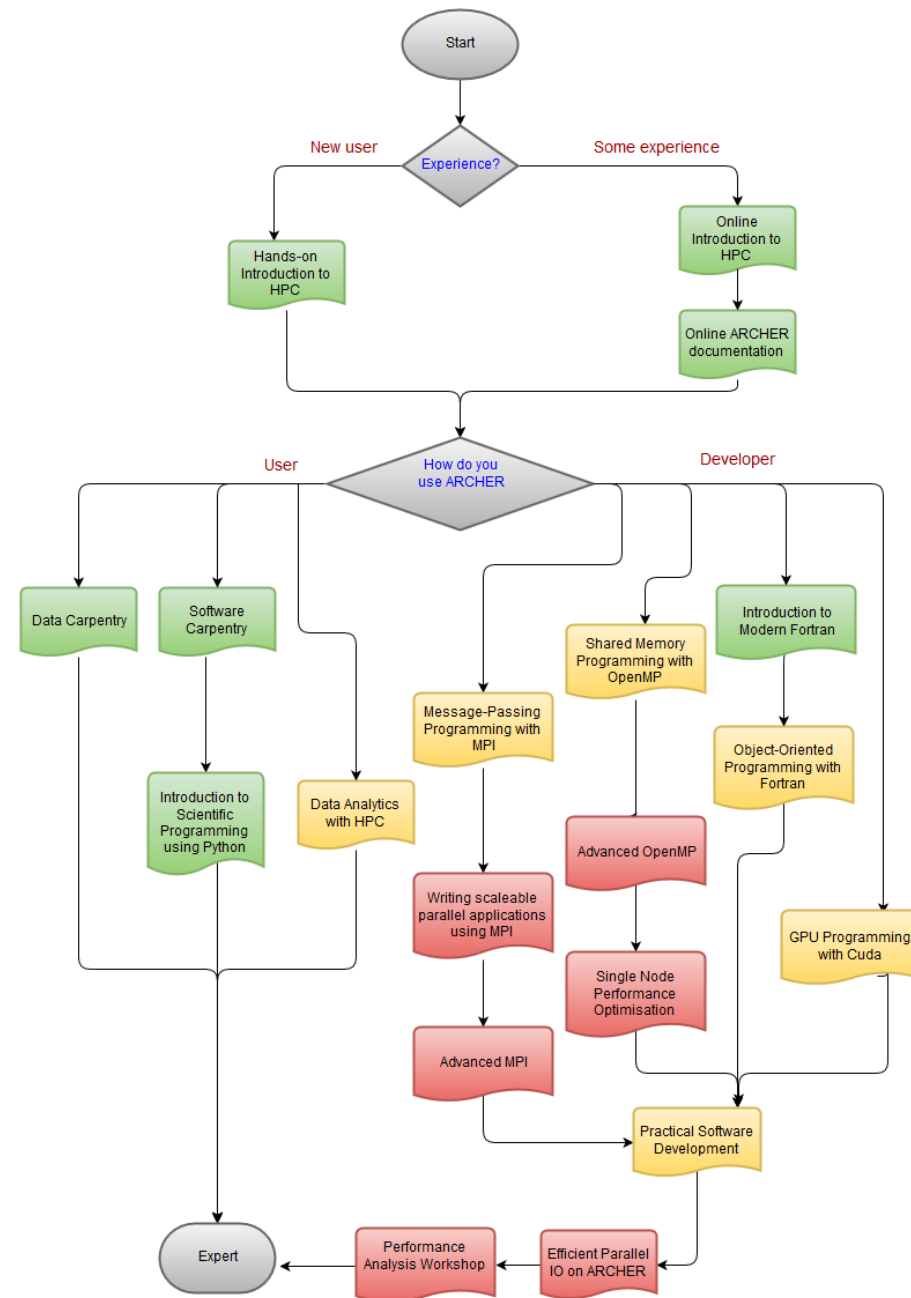 Start
New user
Experience?
Some experience
Hands-on
Introduction to
HPC
Online
Introduction to
HPC
Online ARCHER
documentation
User
How do you
use ARCHER
Developer
Data Carpentry
Software
Carpentry
Introduction to
Scientific
Programming
using Python
Data Analytics
with HPC
Message-Passing
Programming with
MPI
Writing scaleable
parallel applications
using MPI
Advanced MPI
Shared Memory
Programming with
OpenMP
Advanced OpenMP
Single Node
Performance
Optimisation
Introduction to
Modern Fortran
Object-Oriented
Programming with
Fortran
GPU Programming
with Cuda
Practical Software
Development
Efficient Parallel
IO on ARCHER
Performance
Analysis Workshop
Expert